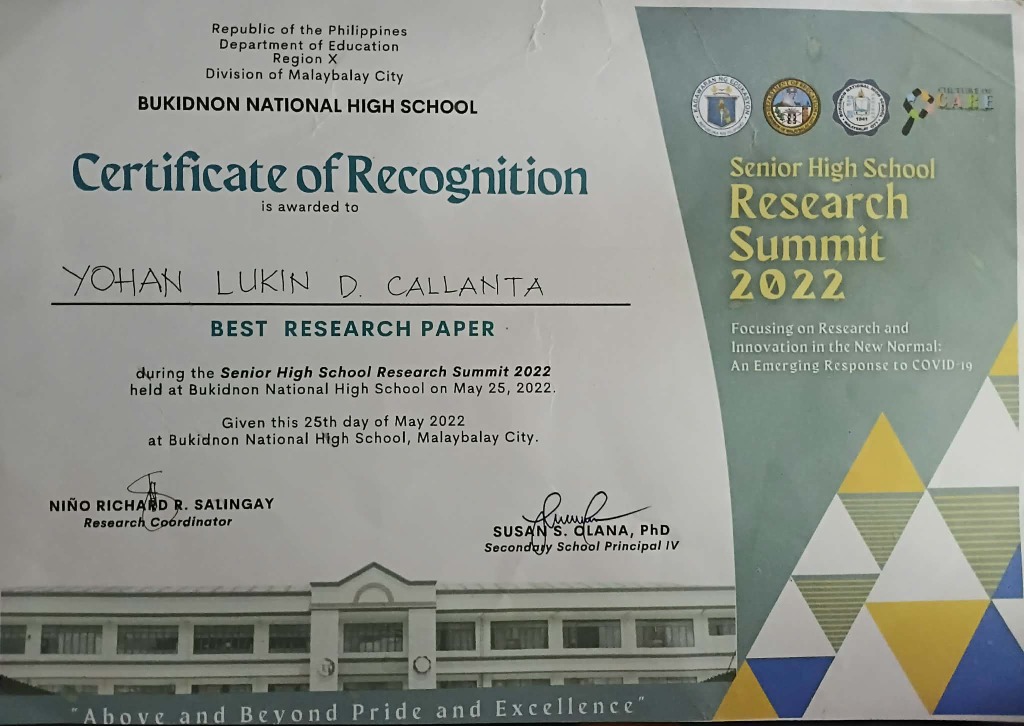 Republic of the Philippines
Department of Education
Region X
Division of Malaybalay City
BUKIDNON NATIONAL HIGH SCHOOL
Certificate of Recognition
is awarded to
YOHAN LUKIN D. CALLANTA
BEST RESEARCH PAPER
during the Senior High School Research Summit 2022
held at Bukidnon National High School on May 25, 2022.
Given this 25th day of May 2022
at Bukidnon National High School, Malaybalay City.
NIÑO RICHARD R. SALINGAY
Research Coordinator
SUSAN S. OLANA, PhD
Secondary School Principal IV
"Above and Beyond Pride and Excellence"
CULTURE OF
CARE
Senior High School
Research
Summit
2022
Focusing on Research and
Innovation in the New Normal:
An Emerging Response to COVID-19